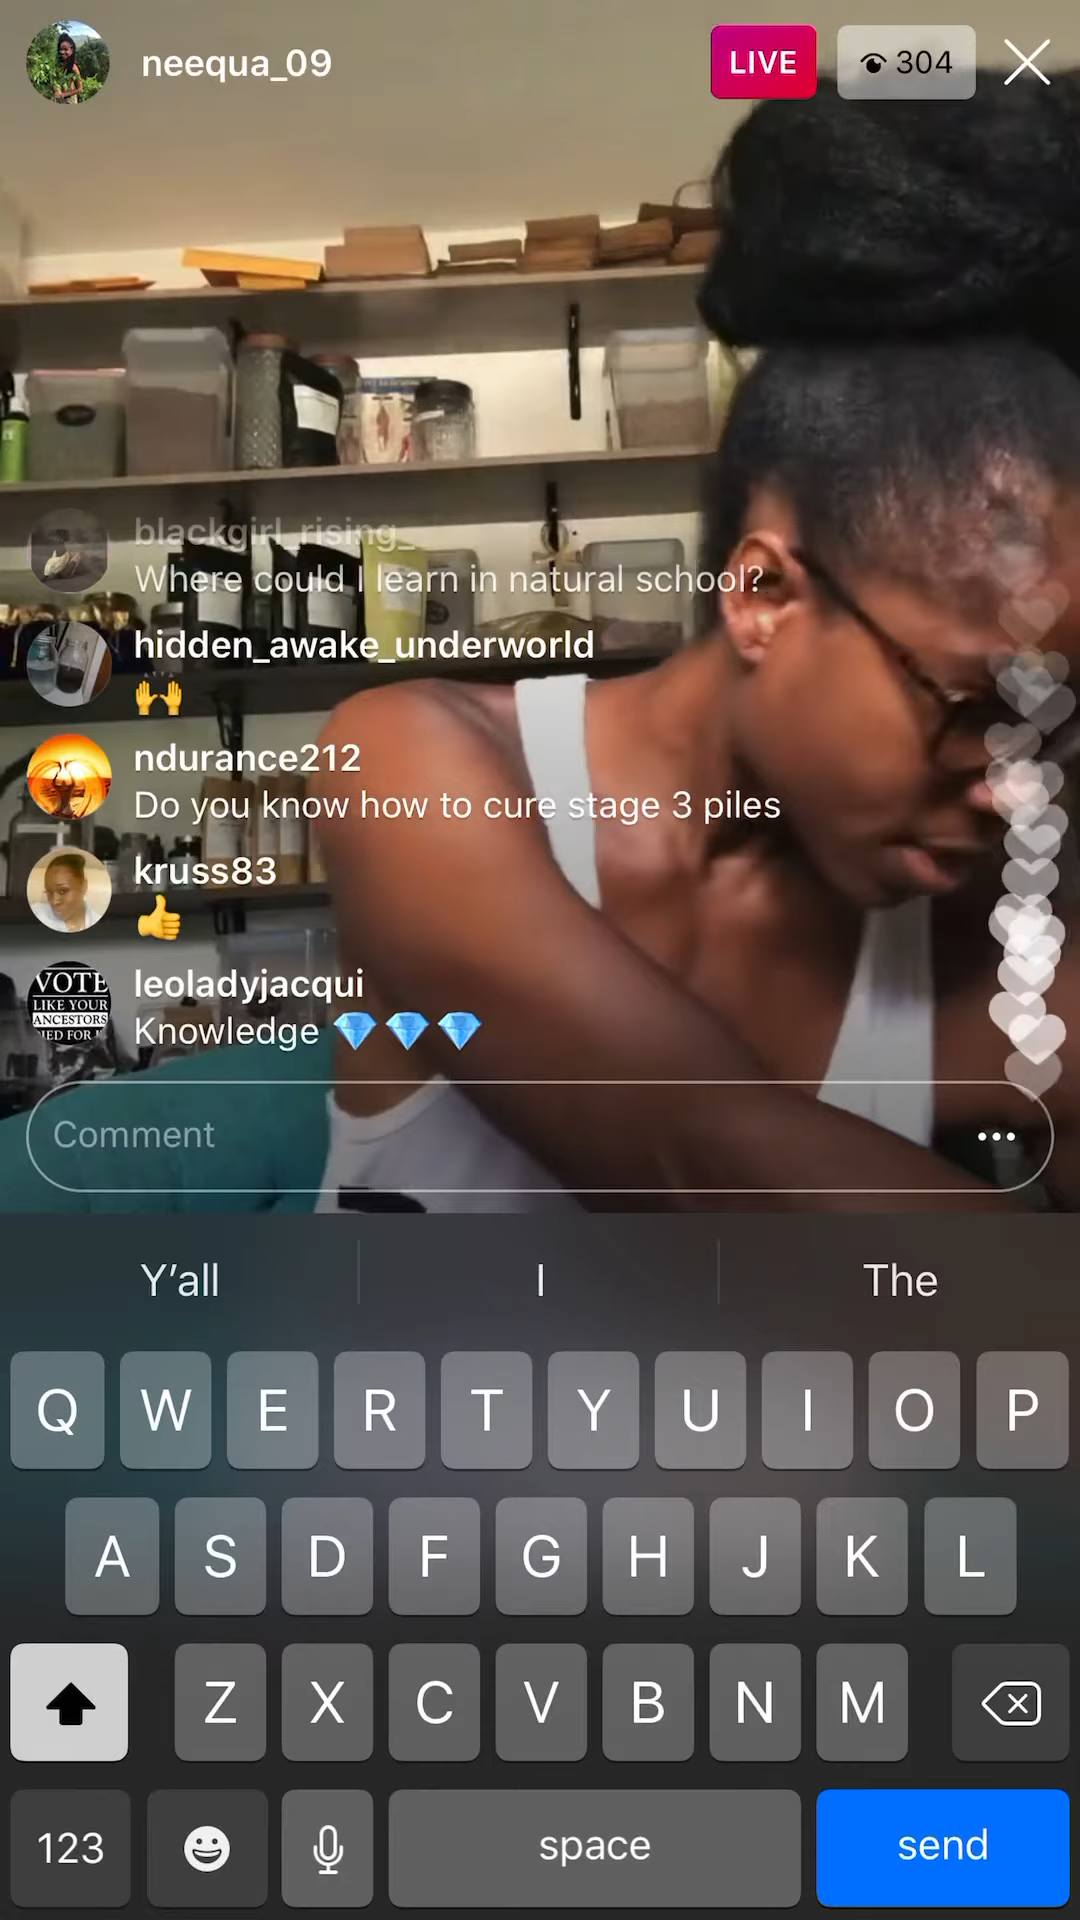 neequa_09
LIVE
304
blackgirl_rising_
Where could I learn in natural school?
hidden_awake_underworld
🙌
ndurance212
Do you know how to cure stage 3 piles
kruss83
👍
VOTE
LIKE YOUR
ANCESTORS
leoladyjacqui
Knowledge 💎💎💎
Comment
Y'all I The
Q W E R T Y U I O P
A S D F G H J K L
Z X C V B N M
123 space send